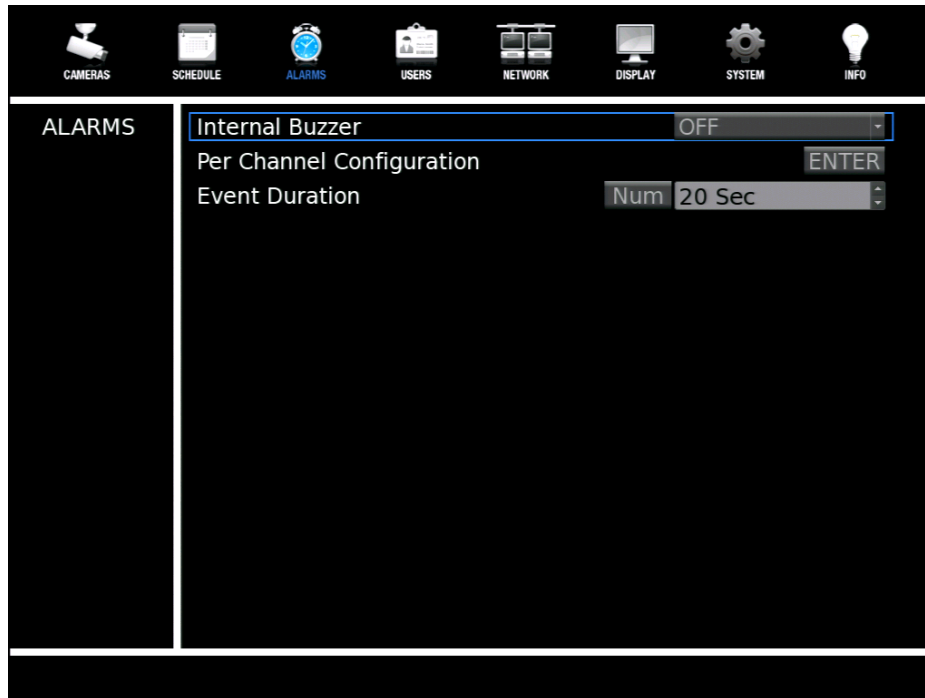 CAMERAS SCHEDULE ALARMS USERS NETWORK DISPLAY SYSTEM INFO
ALARMS
Internal Buzzer OFF
Per Channel Configuration ENTER
Event Duration Num 20 Sec